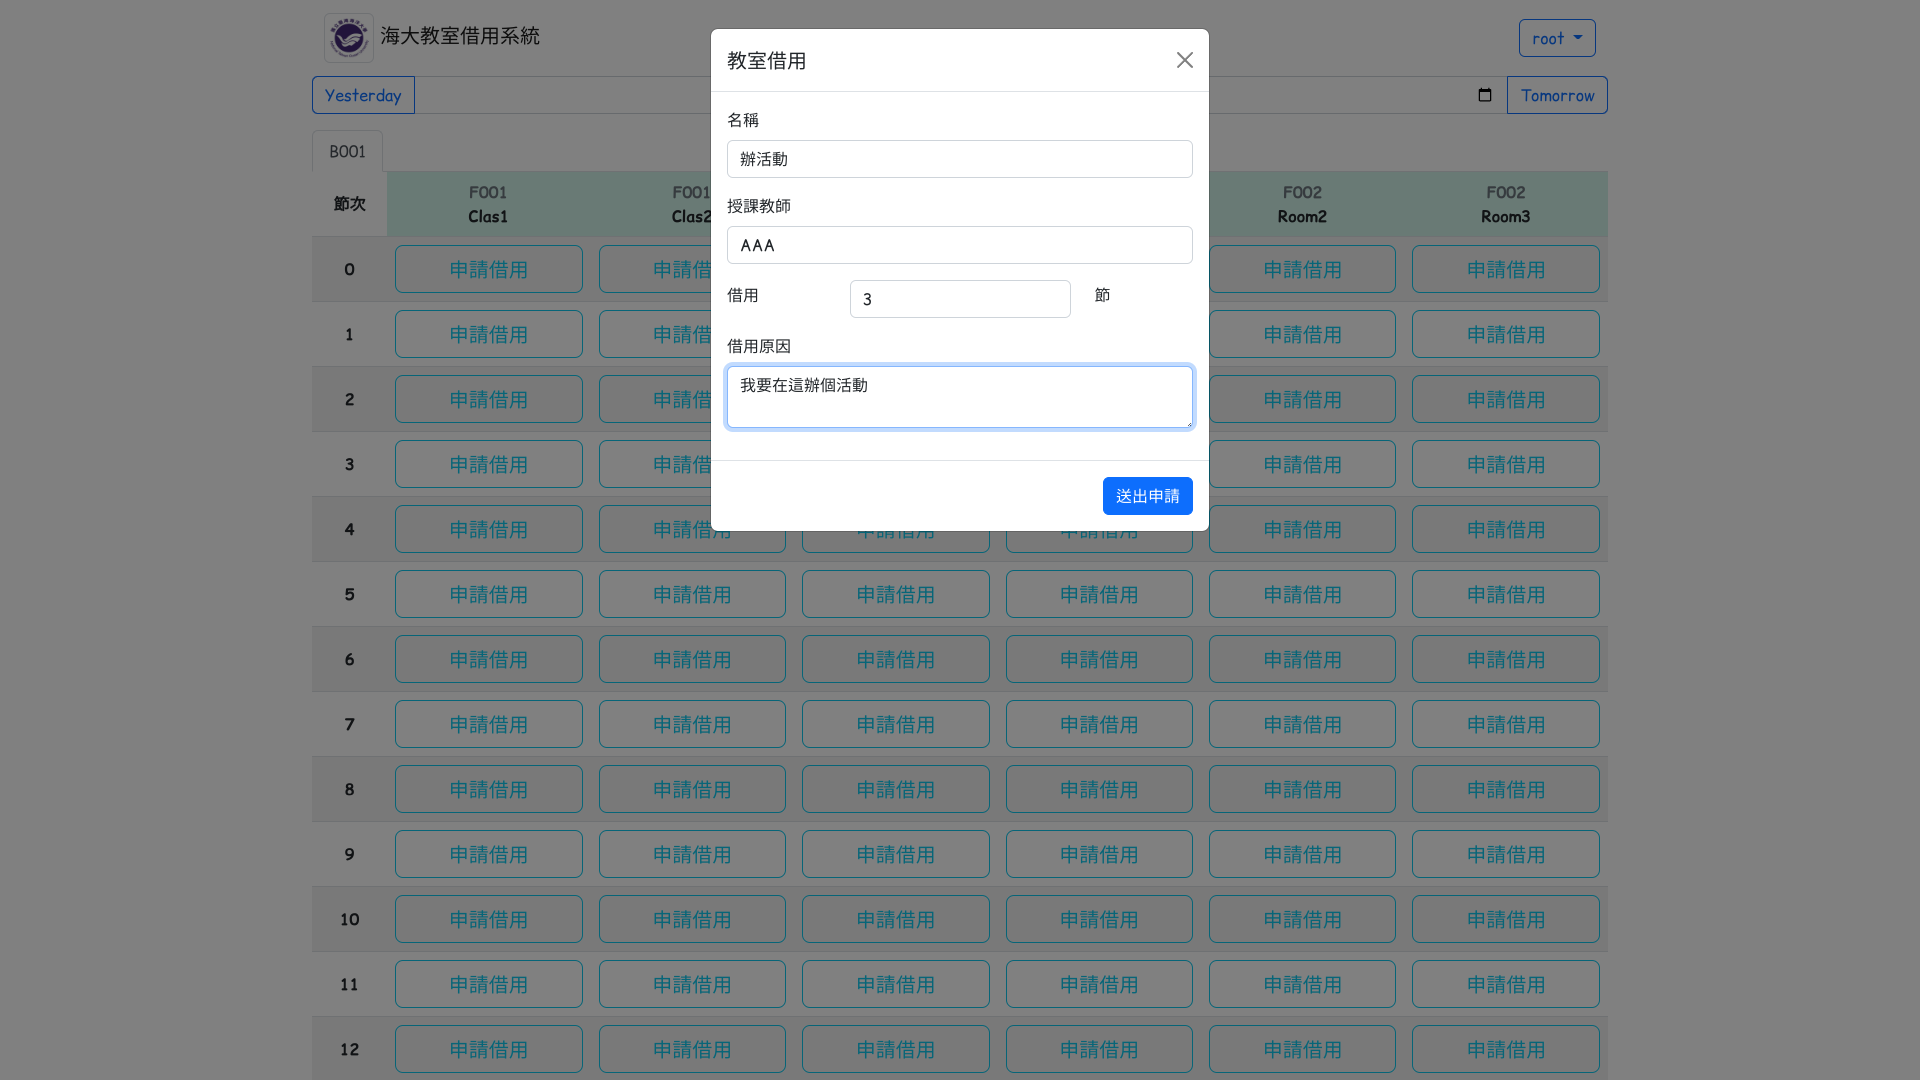 海大教室借用系統
root
Yesterday
Tomorrow
B001
教室借用
名稱
辦活動
授課教師
AAA
借用 3 節
借用原因
我要在這辦個活動
送出申請
節次 F001 F001 F002 F002
Clas1 Clas2 Room2 Room3
0 申請借用 申請借 申請借用 申請借用
1 申請借用 申請借 申請借用 申請借用
2 申請借用 申請借 申請借用 申請借用
3 申請借用 申請借 申請借用 申請借用
4 申請借用 申請借用 申請借用 申請借用 申請借用 申請借用
5 申請借用 申請借用 申請借用 申請借用 申請借用 申請借用
6 申請借用 申請借用 申請借用 申請借用 申請借用 申請借用
7 申請借用 申請借用 申請借用 申請借用 申請借用 申請借用
8 申請借用 申請借用 申請借用 申請借用 申請借用 申請借用
9 申請借用 申請借用 申請借用 申請借用 申請借用 申請借用
10 申請借用 申請借用 申請借用 申請借用 申請借用 申請借用
11 申請借用 申請借用 申請借用 申請借用 申請借用 申請借用
12 申請借用 申請借用 申請借用 申請借用 申請借用 申請借用